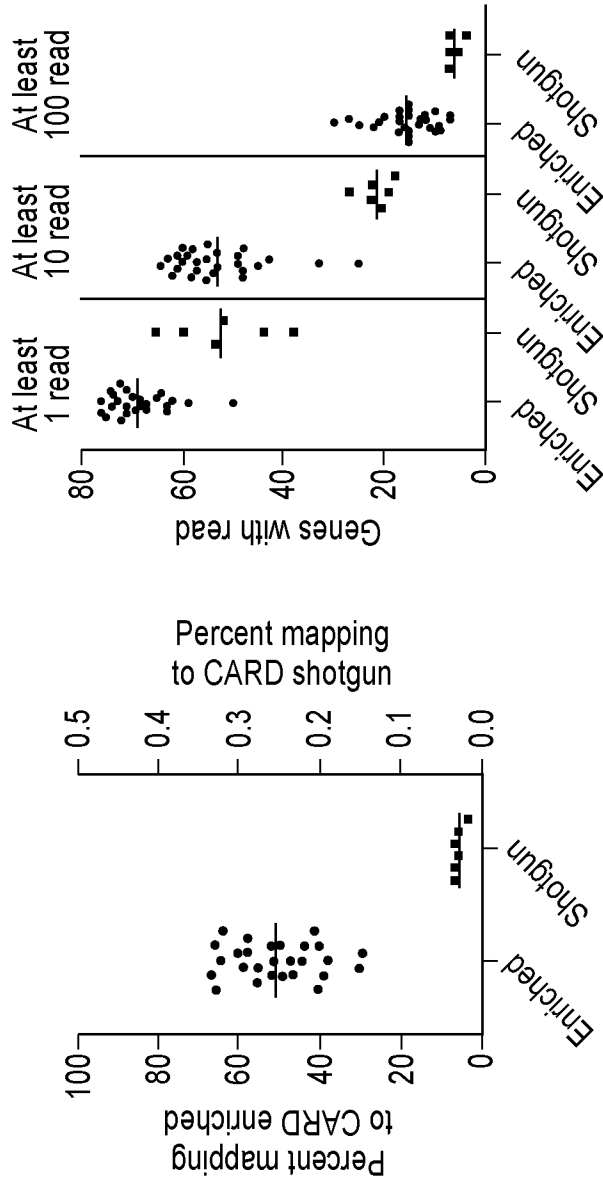 Percent mapping
to CARD enriched
100
80
60
40
20
0
Enriched
Shotgun
0.5
0.4
0.3
0.2
0.1
0.0
Percent mapping
to CARD shotgun
Genes with read
80
60
40
20
0
At least
1 read
At least
10 read
At least
100 read
Enriched
Shotgun
Enriched
Shotgun
Enriched
Shotgun